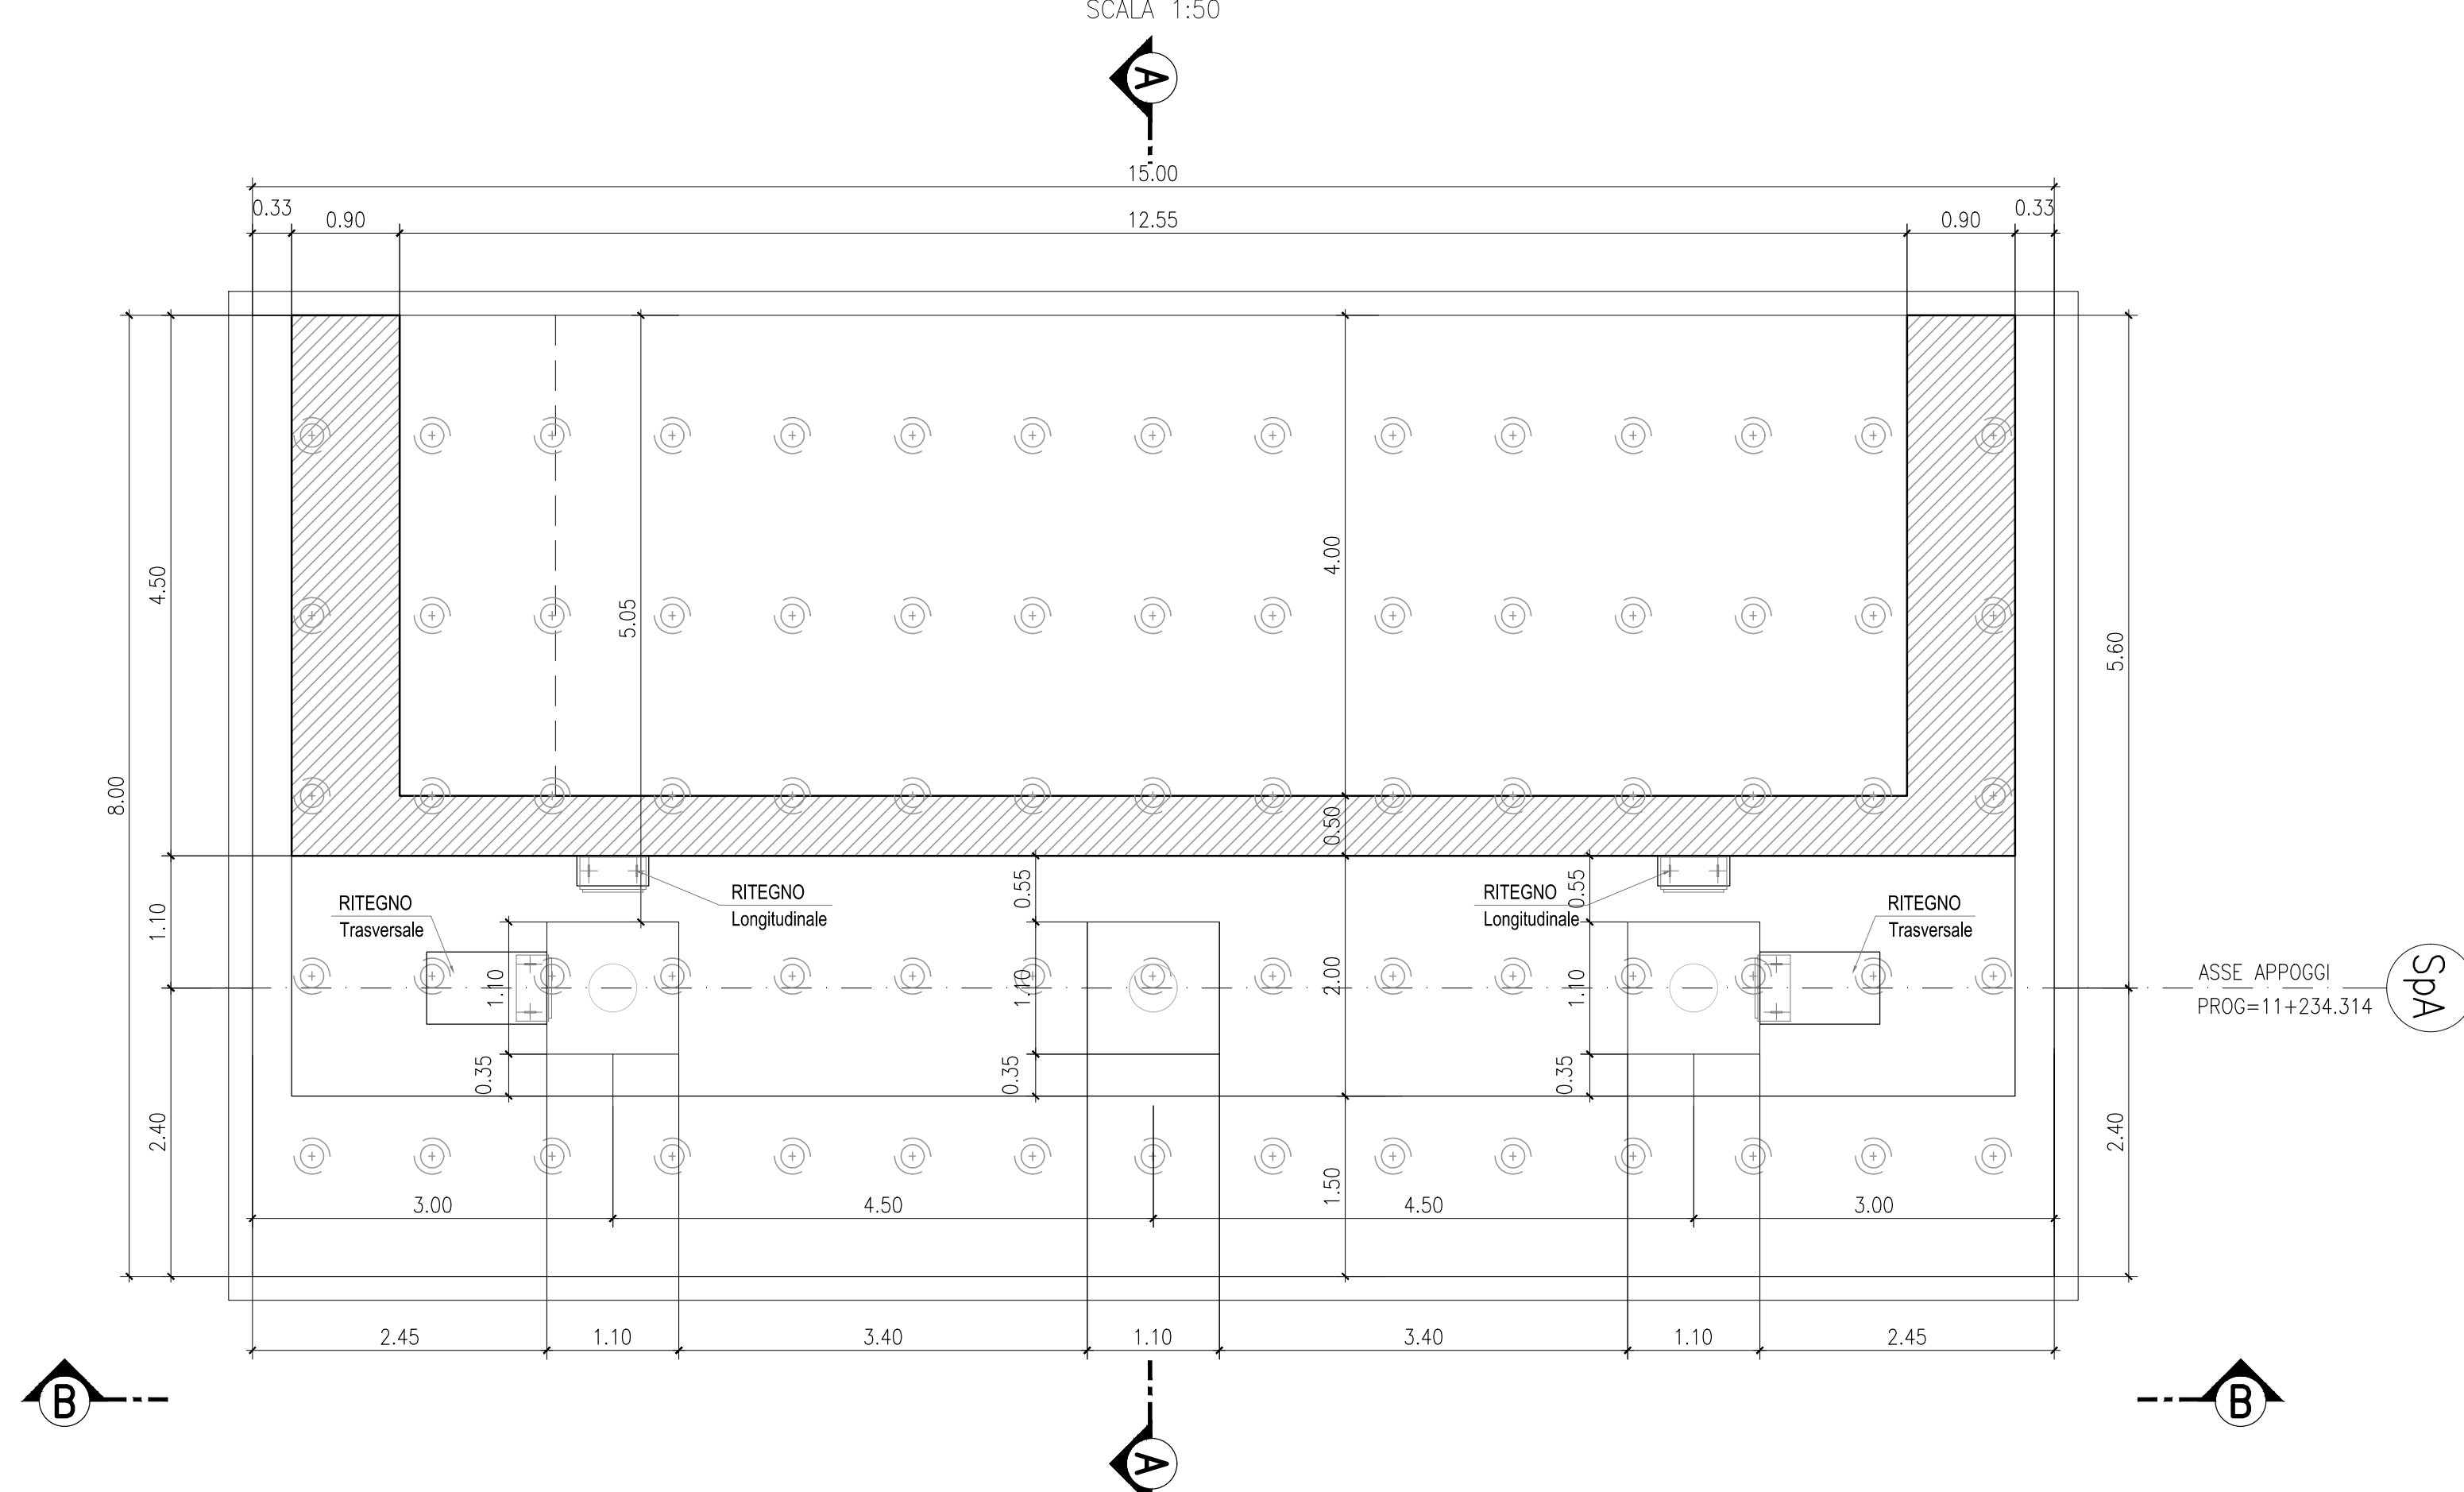 SCALA 1:50
A
15.00
0.33
0.90
12.55
0.90
0.33
4.50
5.05
4.00
5.60
8.00
0.50
0.55
0.55
1.10
RITEGNO
Trasversale
RITEGNO
Longitudinale
RITEGNO
Longitudinale
RITEGNO
Trasversale
1.10
1.10
2.00
1.10
ASSE APPOGGI
PROG=11+234.314
SpA
0.35
0.35
0.35
2.40
1.50
2.40
3.00
4.50
4.50
3.00
2.45
1.10
3.40
1.10
3.40
1.10
2.45
B
B
A